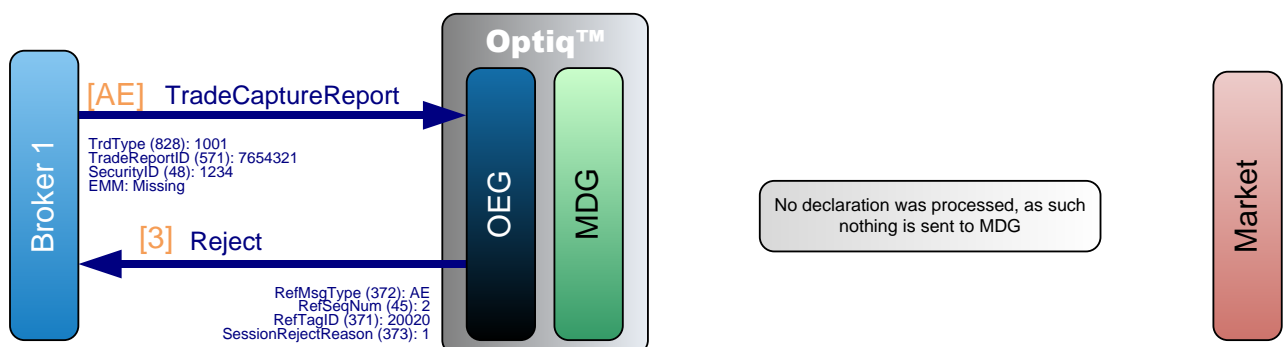 Optiq™
Broker 1
[AE] TradeCaptureReport
TrdType (828): 1001
TradeReportID (571): 7654321
SecurityID (48): 1234
EMM: Missing
[3] Reject
RefMsgType (372): AE
RefSeqNum (45): 2
RefTagID (371): 20020
SessionRejectReason (373): 1
OEG
MDG
No declaration was processed, as such
nothing is sent to MDG
Market